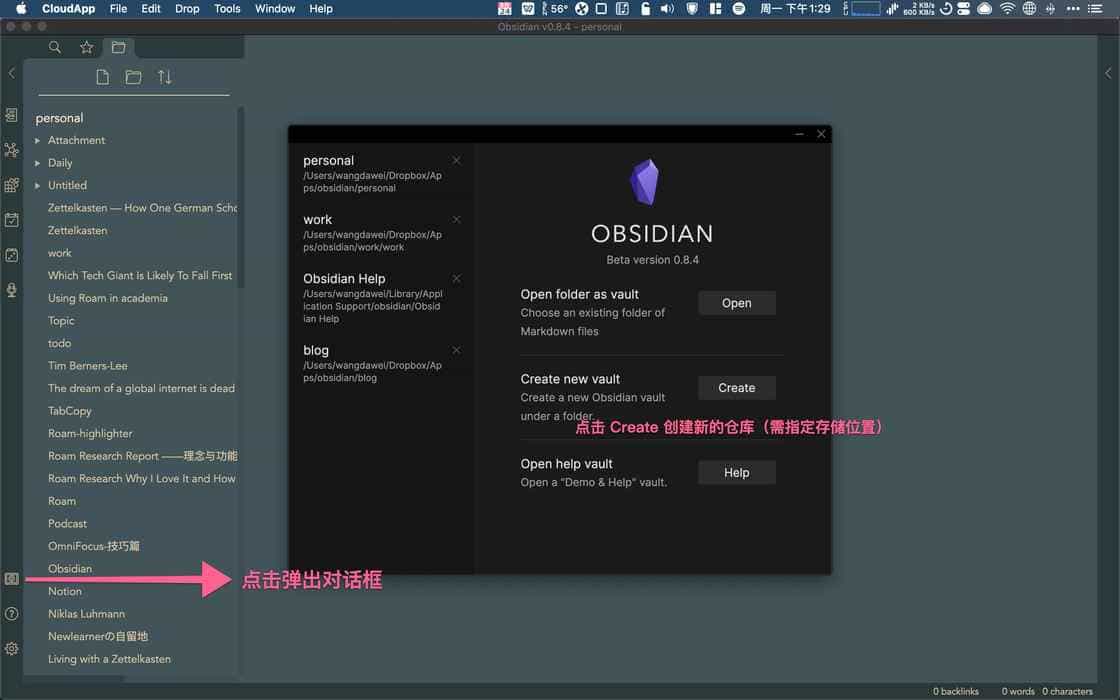 CloudApp File Edit Drop Tools Window Help
56° 周一 下午1:29 2 KB/s
600 KB/s
Obsidian v0.8.4 - personal
personal
Attachment
Daily
Untitled
Zettelkasten — How One German Scho
Zettelkasten
work
Which Tech Giant Is Likely To Fall First
Using Roam in academia
Topic
todo
Tim Berners-Lee
The dream of a global internet is dead
TabCopy
Roam-highlighter
Roam Research Report ——理念与功能
Roam Research Why I Love It and How
Roam
Podcast
OmniFocus-技巧篇
Obsidian
Notion
Niklas Luhmann
Newlearnerの自留地
Living with a Zettelkasten
点击弹出对话框
personal
/Users/wangdawei/Dropbox/Ap
ps/obsidian/personal
work
/Users/wangdawei/Dropbox/Ap
ps/obsidian/work/work
Obsidian Help
/Users/wangdawei/Library/Appl
ication Support/obsidian/Obsid
ian Help
blog
/Users/wangdawei/Dropbox/Ap
ps/obsidian/blog
OBSIDIAN
Beta version 0.8.4
Open folder as vault
Choose an existing folder of
Markdown files
Open
Create new vault
Create a new Obsidian vault
under a folder.
Create
点击 Create 创建新的仓库（需指定存储位置）
Open help vault
Open a "Demo & Help" vault.
Help
0 backlinks 0 words 0 characters